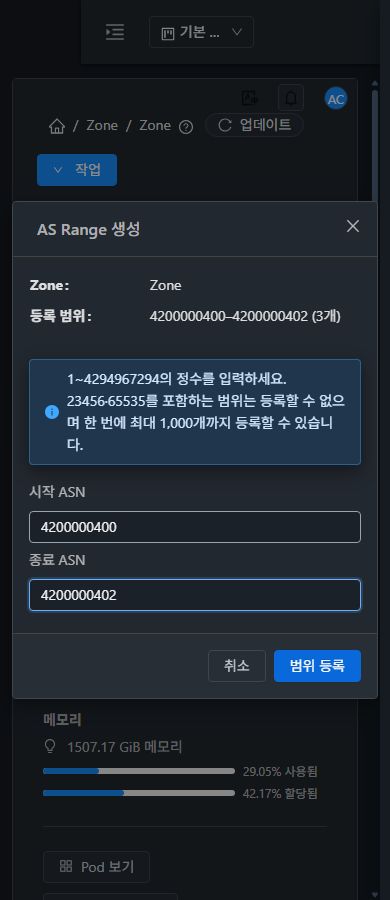 기본 ...
AC
/ Zone / Zone
업데이트
작업
AS Range 생성
Zone:
Zone
등록 범위:
4200000400–4200000402 (3개)
1~4294967294의 정수를 입력하세요.
23456·65535를 포함하는 범위는 등록할 수 없으
며 한 번에 최대 1,000개까지 등록할 수 있습니
다.
시작 ASN
4200000400
종료 ASN
4200000402
취소
범위 등록
메모리
1507.17 GiB 메모리
29.05% 사용됨
42.17% 할당됨
Pod 보기